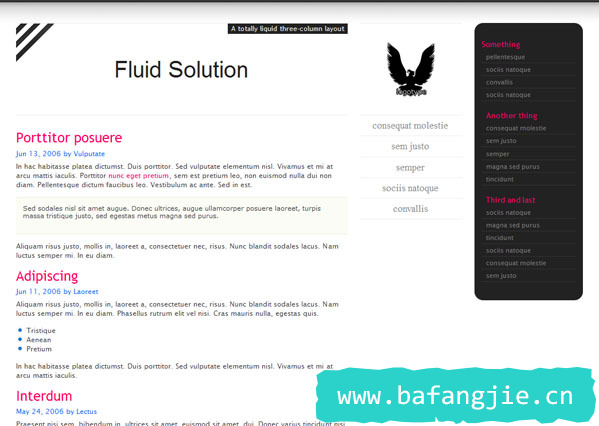 A totally liquid three-column layout
Fluid Solution
Porttitor posuere
Jun 13, 2006 by Vulputate
In hac habitasse platea dictumst. Duis porttitor. Sed vulputate elementum nisl. Vivamus et mi at
arcu mattis iaculis. Porttitor nunc eget pretium, sem est pretium leo, non euismod nulla dui non
diam. Pellentesque dictum faucibus leo. Vestibulum ac ante. Sed in est.
Sed sodales nisl sit amet augue. Donec ultrices, augue ullamcorper posuere laoreet, turpis
massa tristique justo, sed egestas metus magna sed purus.
Aliquam risus justo, mollis in, laoreet a, consectetuer nec, risus. Nunc blandit sodales lacus. Nam
luctus semper mi. In eu diam.
Adipiscing
Jun 11, 2006 by Laoreet
Aliquam risus justo, mollis in, laoreet a, consectetuer nec, risus. Nunc blandit sodales lacus. Nam
luctus semper mi. In eu diam. Phasellus rutrum elit vel nisi. Cras mauris nulla, egestas quis.
Tristique
Aenean
Pretium
In hac habitasse platea dictumst. Duis porttitor. Sed vulputate elementum nisl. Vivamus et mi at
arcu mattis iaculis.
Interdum
May 24, 2006 by Lectus
Praesent nisi sem, bibendum in, ultrices sit amet, euismod sit amet, dui. Donec varius tincidunt nisi
logotype
consequat molestie
sem justo
semper
sociis natoque
convallis
Something
pellentesque
sociis natoque
convallis
sociis natoque
Another thing
consequat molestie
sem justo
semper
magna sed purus
tincidunt
Third and last
sociis natoque
magna sed purus
tincidunt
sociis natoque
consequat molestie
sem justo
www.bafangjie.cn